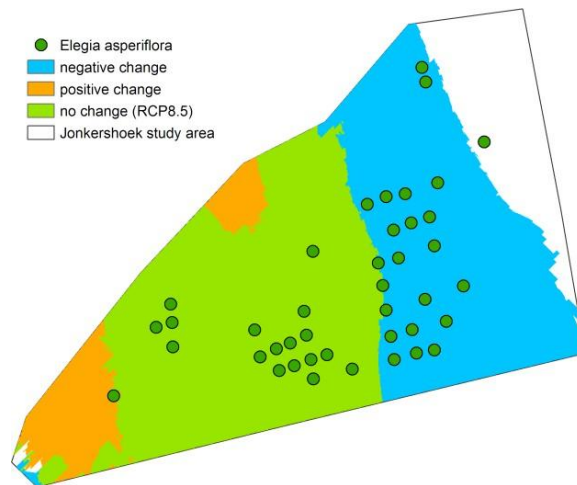 Elegia asperiflora
negative change
positive change
no change (RCP8.5)
Jonkershoek study area